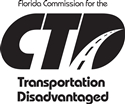 Florida Commission for the
CTD
Transportation
Disadvantaged